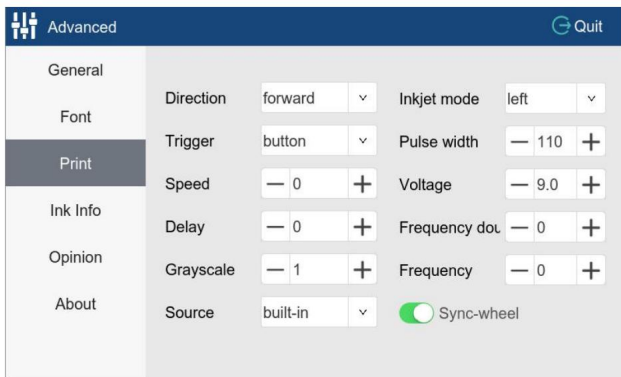 Advanced
Quit
General
Font
Print
Ink Info
Opinion
About
Direction forward
Trigger button
Speed 0
Delay 0
Grayscale 1
Source built-in
Inkjet mode left
Pulse width 110
Voltage 9.0
Frequency dou 0
Frequency 0
Sync-wheel